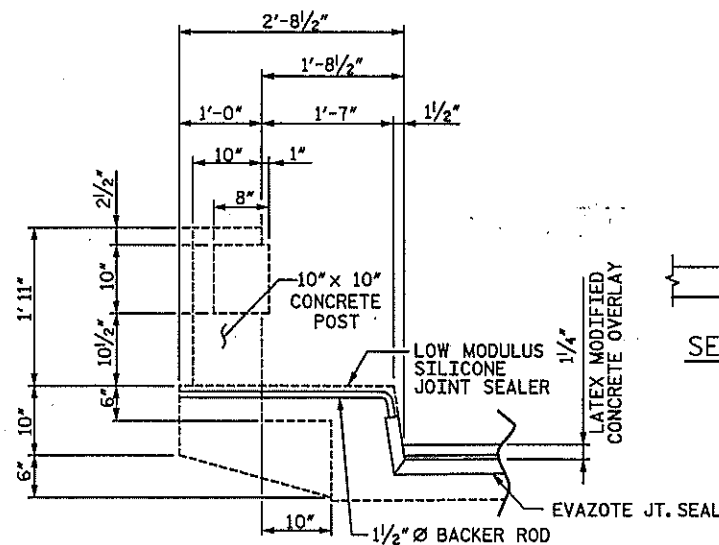 2'-8½"
1'-8½"
1'-0"
1'-7"
1½"
10"
1"
2½"
8"
1' 11"
10"
10" x 10"
CONCRETE
POST
10½"
LOW MODULUS
SILICONE
JOINT SEALER
1¼"
LATEX MODIFIED
CONCRETE OVERLAY
SE
6"
10"
6"
10"
EVAZOTE JT. SEAL
1½" Ø BACKER ROD